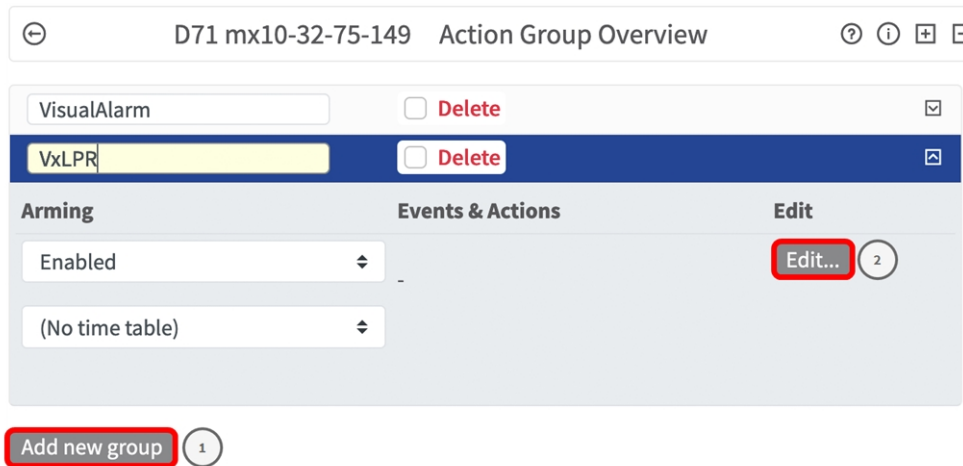 D71 mx10-32-75-149 Action Group Overview
VisualAlarm Delete
VxLPR Delete
Arming Events & Actions Edit
Enabled - Edit... 2
(No time table)
Add new group 1